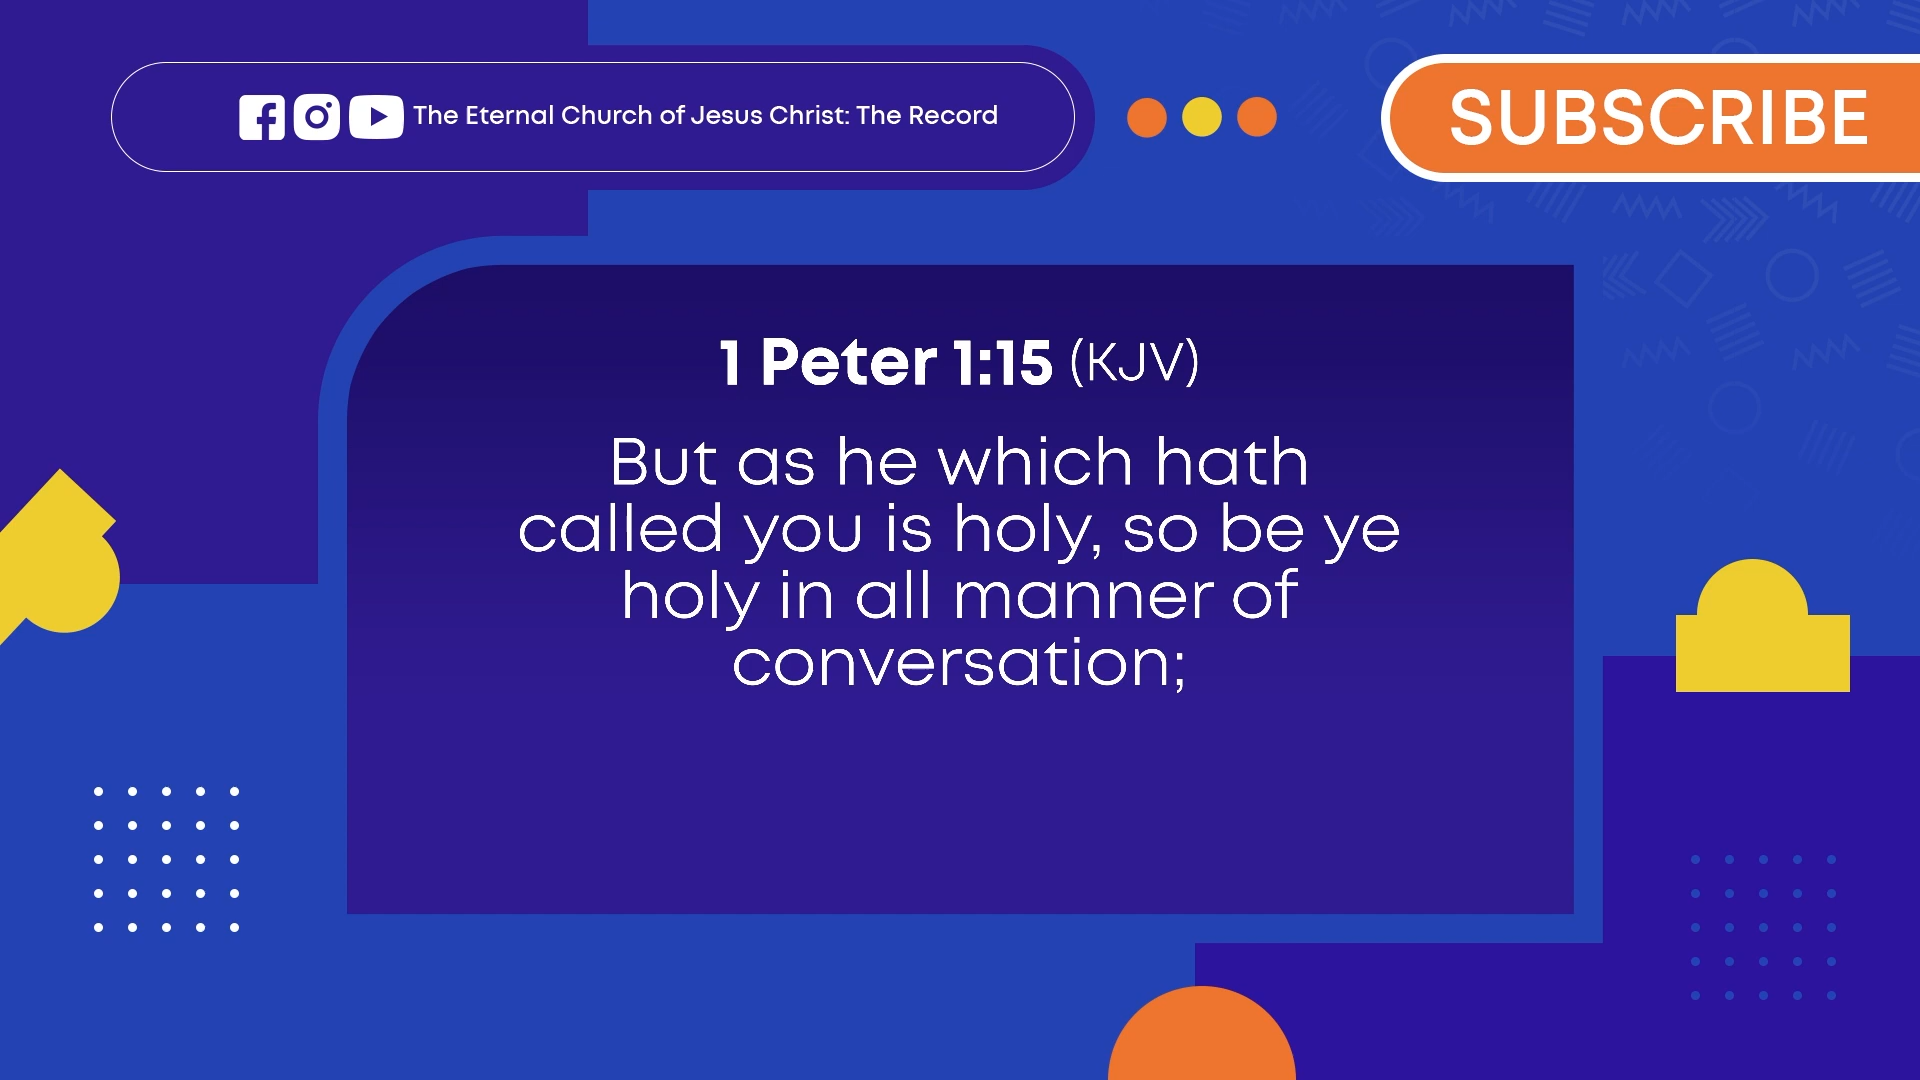 The Eternal Church of Jesus Christ: The Record
SUBSCRIBE
1 Peter 1:15 (KJV)
But as he which hath
called you is holy, so be ye
holy in all manner of
conversation;